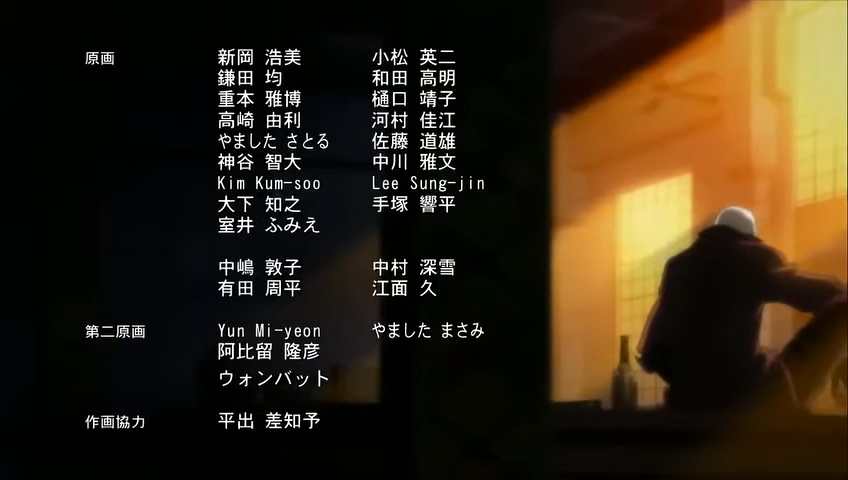 原画 新岡 浩美 小松 英二
鎌田 均 和田 高明
重本 雅博 樋口 靖子
高崎 由利 河村 佳江
やました さとる 佐藤 道雄
神谷 智大 中川 雅文
Kim Kum-soo Lee Sung-jin
大下 知之 手塚 響平
室井 ふみえ
中嶋 敦子 中村 深雪
有田 周平 江面 久
第二原画 Yun Mi-yeon やました まさみ
阿比留 隆彦
ウォンバット
作画協力 平出 差知予